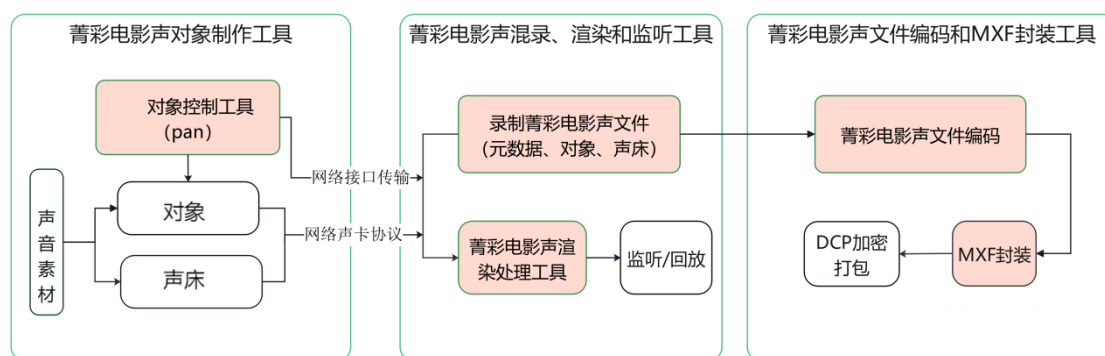 菁彩电影声对象制作工具
对象控制工具
（pan）
声
音
素
材
对象
声床
网络接口传输
网络声卡协议
菁彩电影声混录、渲染和监听工具
录制菁彩电影声文件
（元数据、对象、声床）
菁彩电影声渲
染处理工具
监听/回放
菁彩电影声文件编码和MXF封装工具
菁彩电影声文件编码
DCP加密
打包
MXF封装